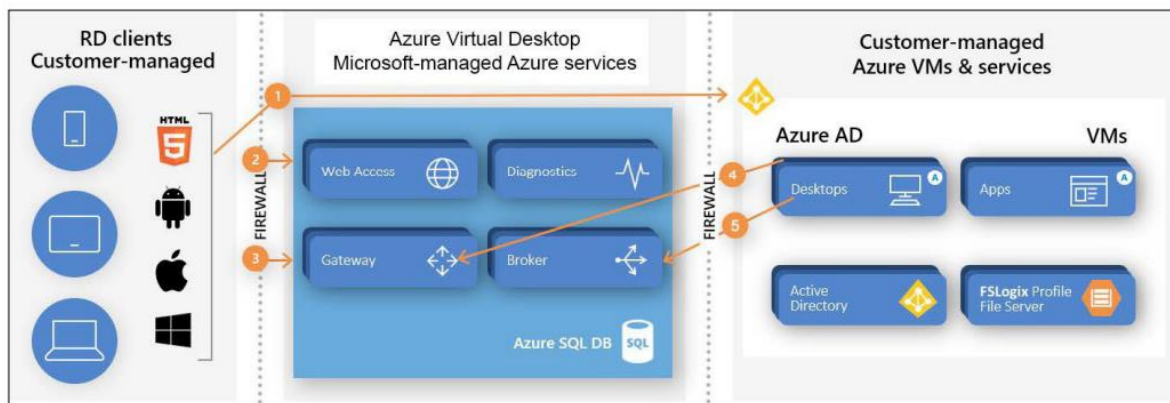 RD clients
Customer-managed
HTML
5
FIREWALL
Azure Virtual Desktop
Microsoft-managed Azure services
1
2
3
Web Access
Diagnostics
Gateway
Broker
Azure SQL DB
SQL
FIREWALL
4
5
Customer-managed
Azure VMs & services
Azure AD
VMs
Desktops
A
Apps
A
Active
Directory
FSLogix Profile
File Server